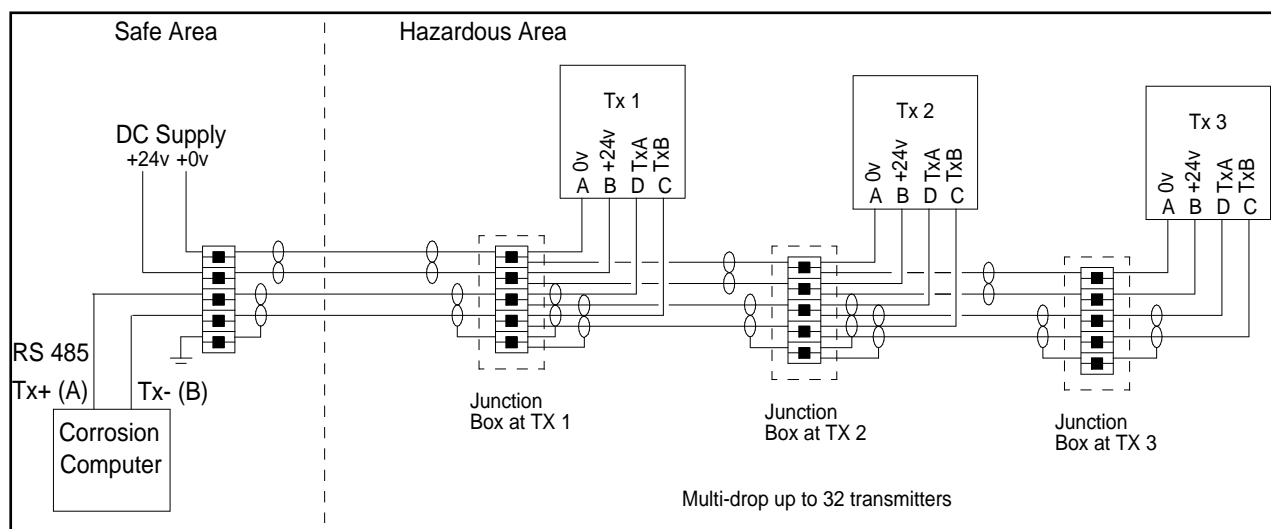 Safe Area
Hazardous Area
DC Supply
+24v +0v
Tx 1
0v +24v TxA TxB
A B D C
Tx 2
0v +24v TxA TxB
A B D C
Tx 3
0v +24v TxA TxB
A B D C
RS 485
Tx+ (A)
Tx- (B)
Corrosion
Computer
Junction
Box at TX 1
Junction
Box at TX 2
Junction
Box at TX 3
Multi-drop up to 32 transmitters